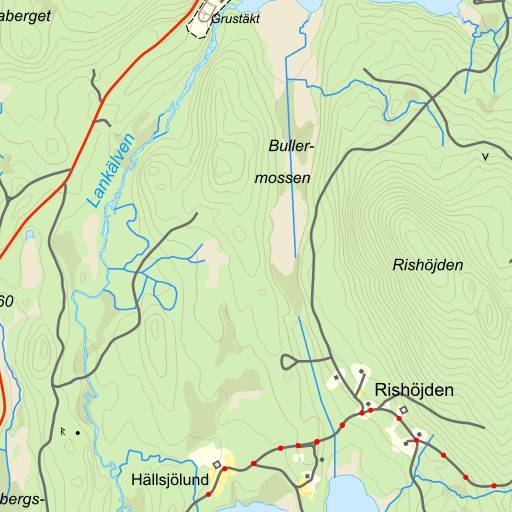 aberget
Grustäkt
Lankälven
Buller-
mossen
Rishöjden
60
Rishöjden
Hällsjölund
bergs-
R